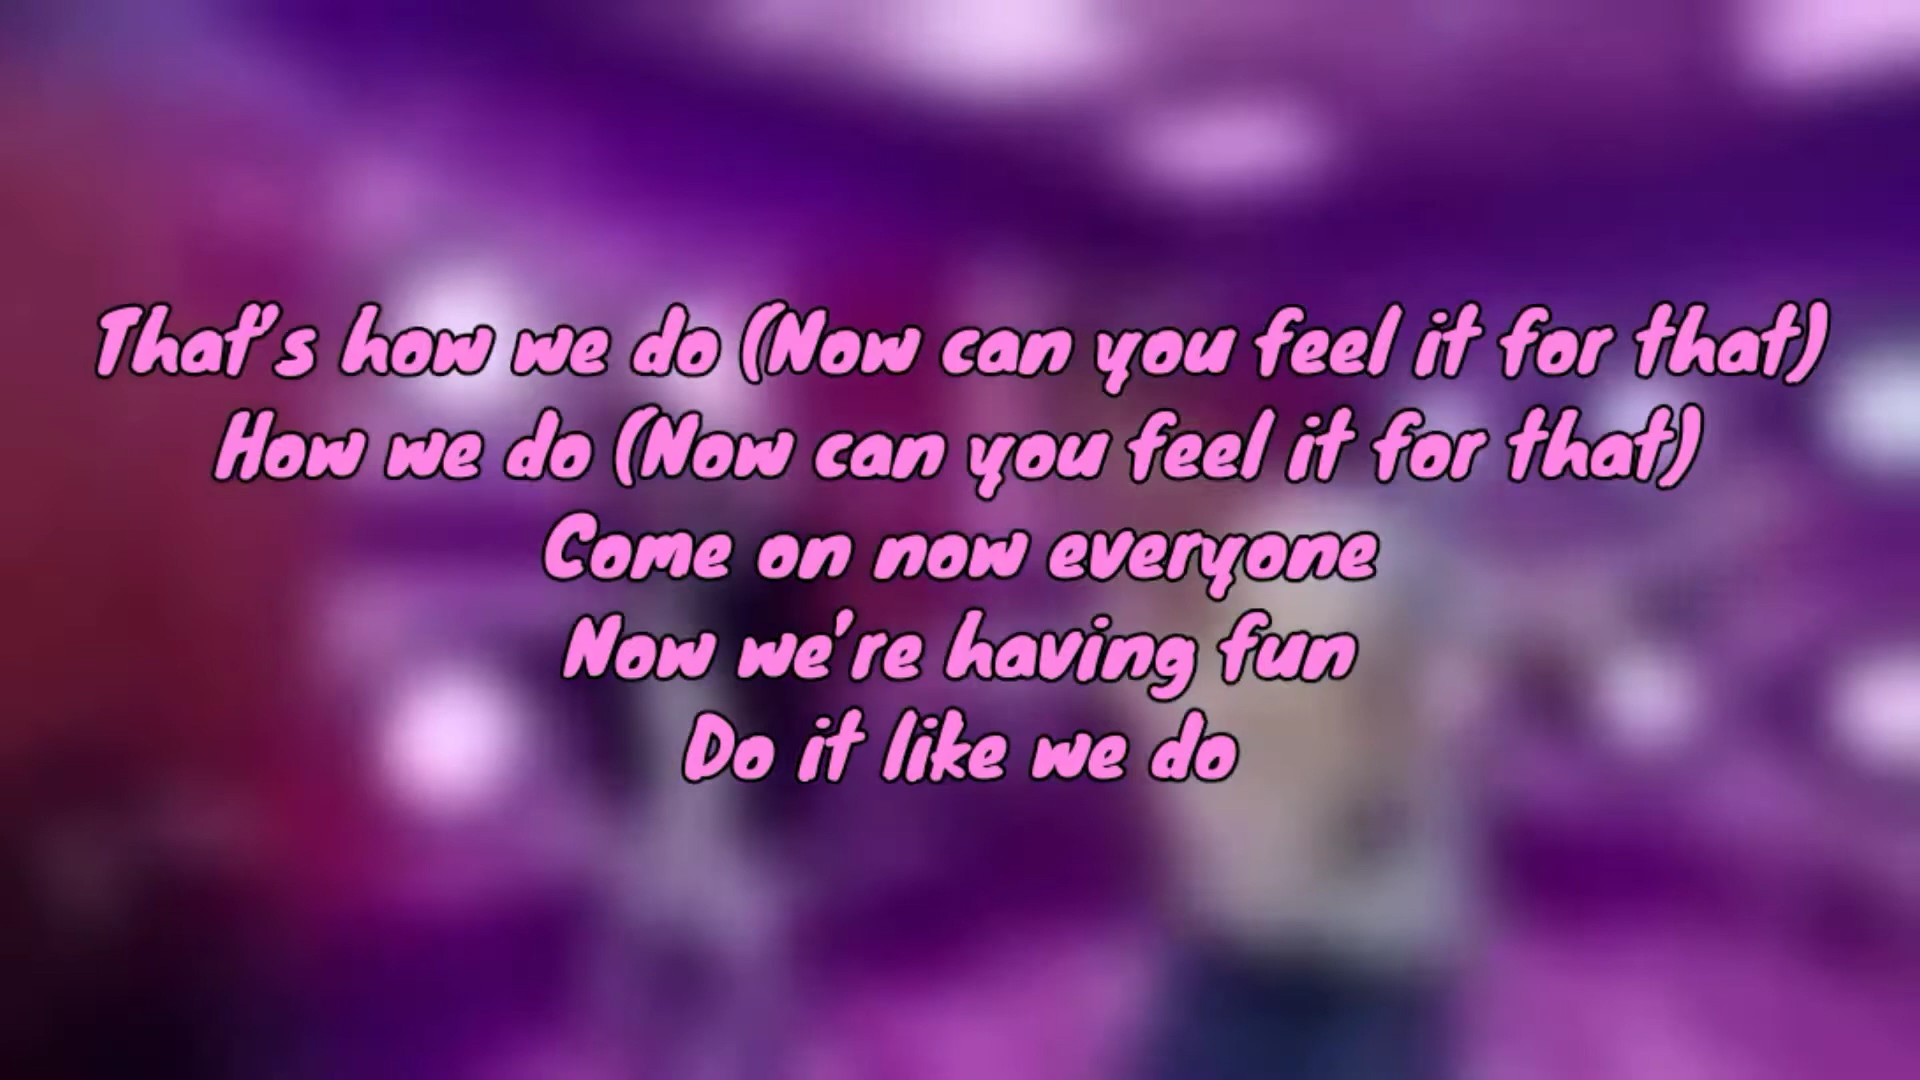 That's how we do (Now can you feel it for that)
How we do (Now can you feel it for that)
Come on now everyone
Now we're having fun
Do it like we do